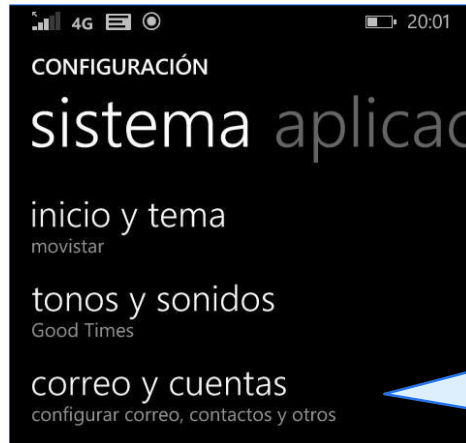 4G 20:01
CONFIGURACIÓN
sistema aplicac
inicio y tema
movistar
tonos y sonidos
Good Times
correo y cuentas
configurar correo, contactos y otros